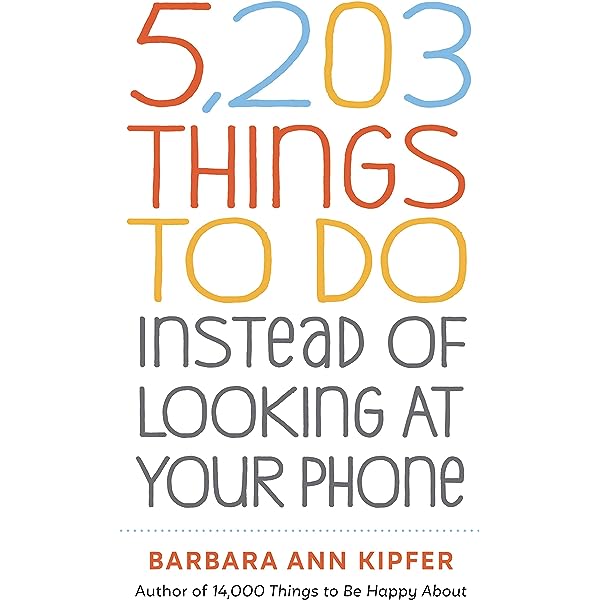 5,203
THINGS
TO DO
INSTeaD OF
LOOKING AT
YOUR PHONE
BARBARA ANN KIPFER
Author of 14,000 Things to Be Happy About